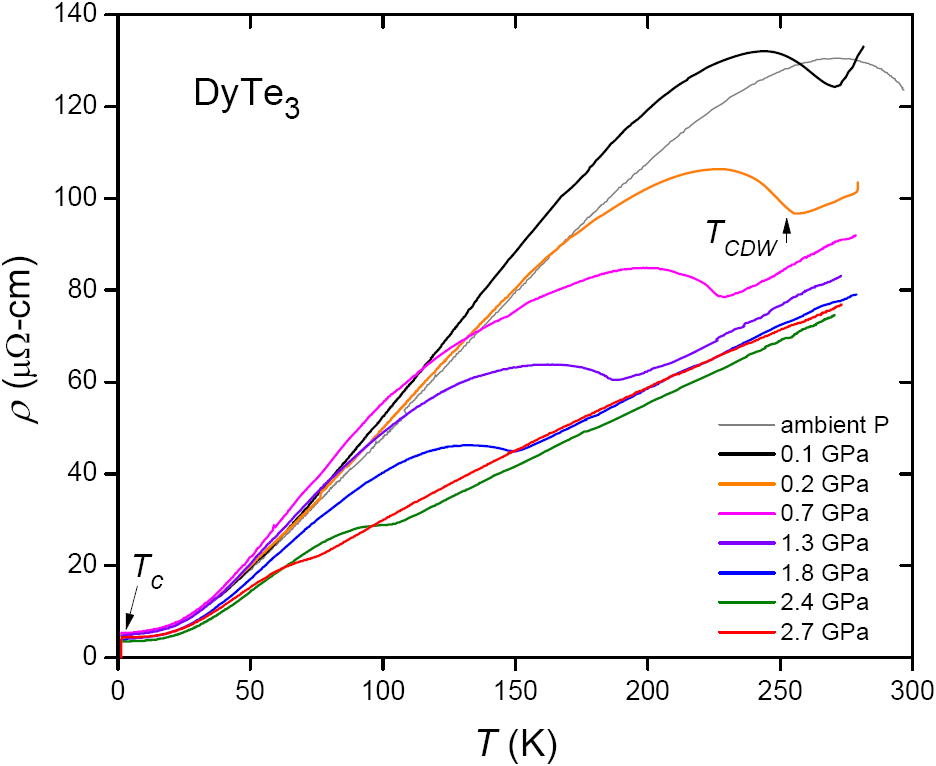 140
120
100
80
60
40
20
0
ρ (μΩ-cm)
DyTe3
TCDW
Tc
ambient P
0.1 GPa
0.2 GPa
0.7 GPa
1.3 GPa
1.8 GPa
2.4 GPa
2.7 GPa
0 50 100 150 200 250 300
T (K)